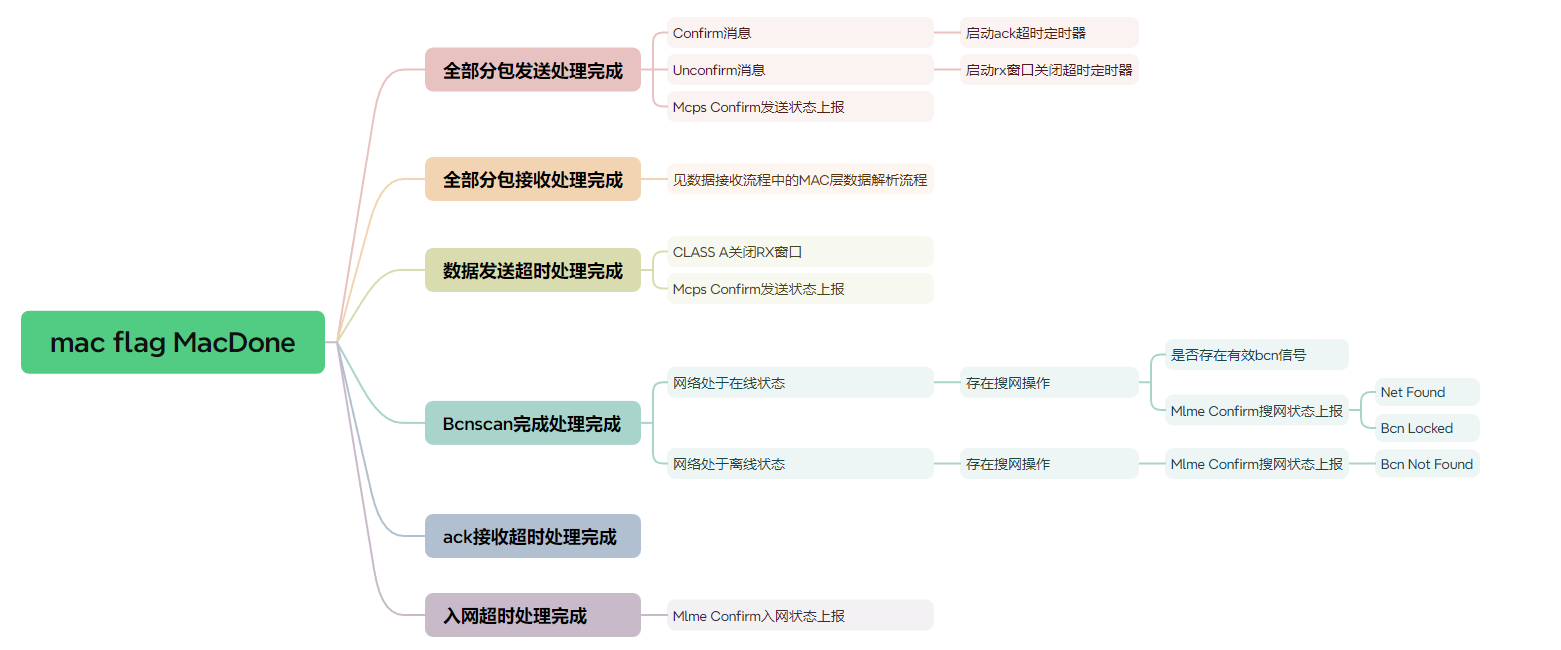 mac flag MacDone
全部分包发送处理完成
Confirm消息
启动ack超时定时器
Unconfirm消息
启动rx窗口关闭超时定时器
Mcps Confirm发送状态上报
全部分包接收处理完成
见数据接收流程中的MAC层数据解析流程
数据发送超时处理完成
CLASS A关闭RX窗口
Mcps Confirm发送状态上报
Bcnscan完成处理完成
网络处于在线状态
存在搜网操作
是否存在有效bcn信号
Mlme Confirm搜网状态上报
Net Found
Bcn Locked
网络处于离线状态
存在搜网操作
Mlme Confirm搜网状态上报
Bcn Not Found
ack接收超时处理完成
入网超时处理完成
Mlme Confirm入网状态上报